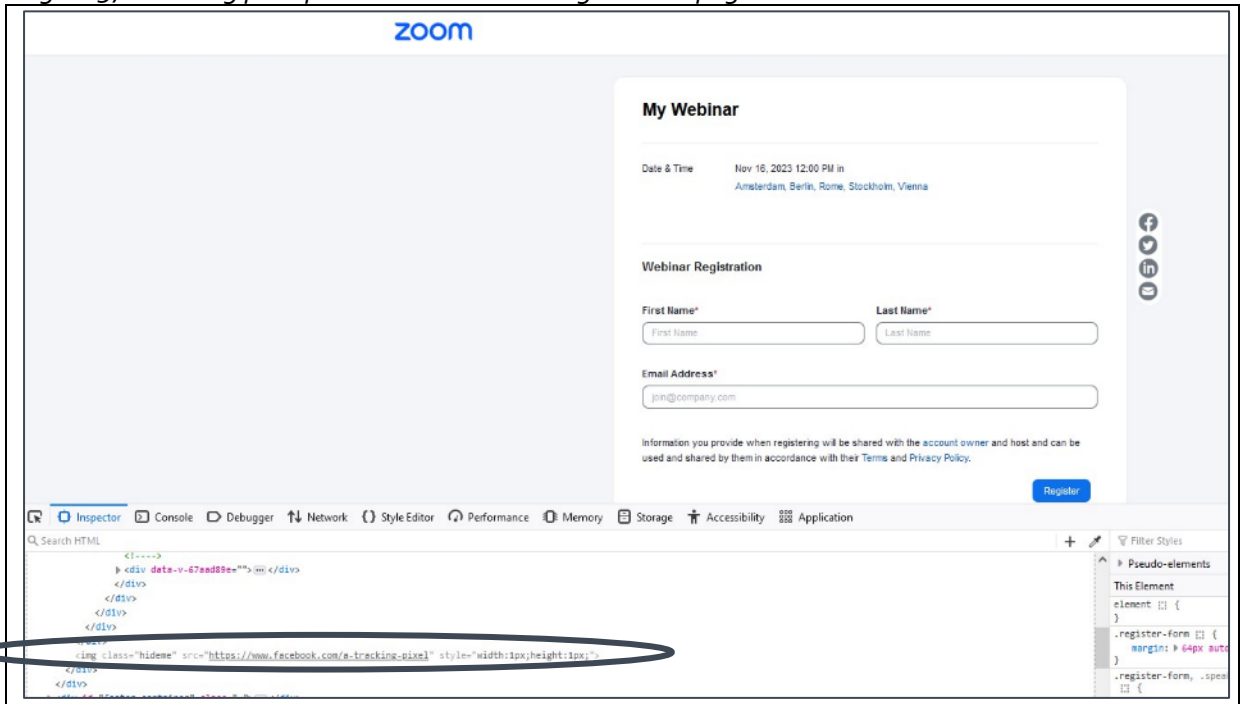 zoom
My Webinar
Date & Time Nov 16, 2023 12:00 PM in
Amsterdam, Berlin, Rome, Stockholm, Vienna
Webinar Registration
First Name* Last Name*
First Name Last Name
Email Address*
join@company.com
Information you provide when registering will be shared with the account owner and host and can be
used and shared by them in accordance with their Terms and Privacy Policy.
Register
Inspector Console Debugger Network {} Style Editor Performance Memory Storage Accessibility Application
Search HTML + Filter Styles
<!---->
<div data-v-67aad89e=""> </div>
</div>
</div>
</div>
</div>
</div>
<img class="hideme" src="https://www.facebook.com/a-tracking-pixel" style="width:1px;height:1px;">
</div>
</div>
Pseudo-elements
This Element
element {
}
.register-form {
margin: 64px auto
}
.register-form, .spea
{